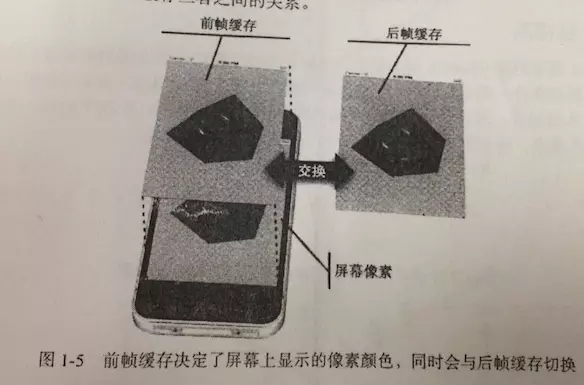 三者之间的关系。
前帧缓存
后帧缓存
交换
屏幕像素
图 1-5 前帧缓存决定了屏幕上显示的像素颜色，同时会与后帧缓存切换